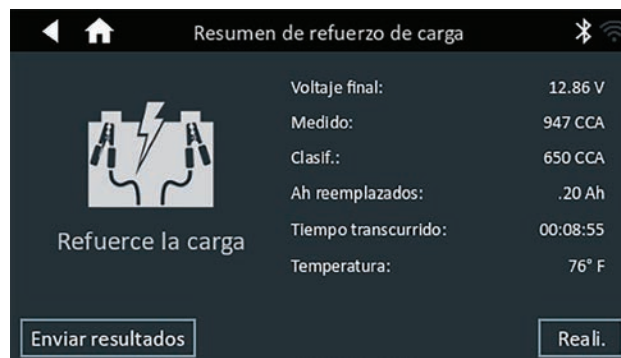 Resumen de refuerzo de carga
Voltaje final: 12.86 V
Medido: 947 CCA
Clasif.: 650 CCA
Ah reemplazados: .20 Ah
Tiempo transcurrido: 00:08:55
Temperatura: 76° F
Refuerce la carga
Enviar resultados
Reali.